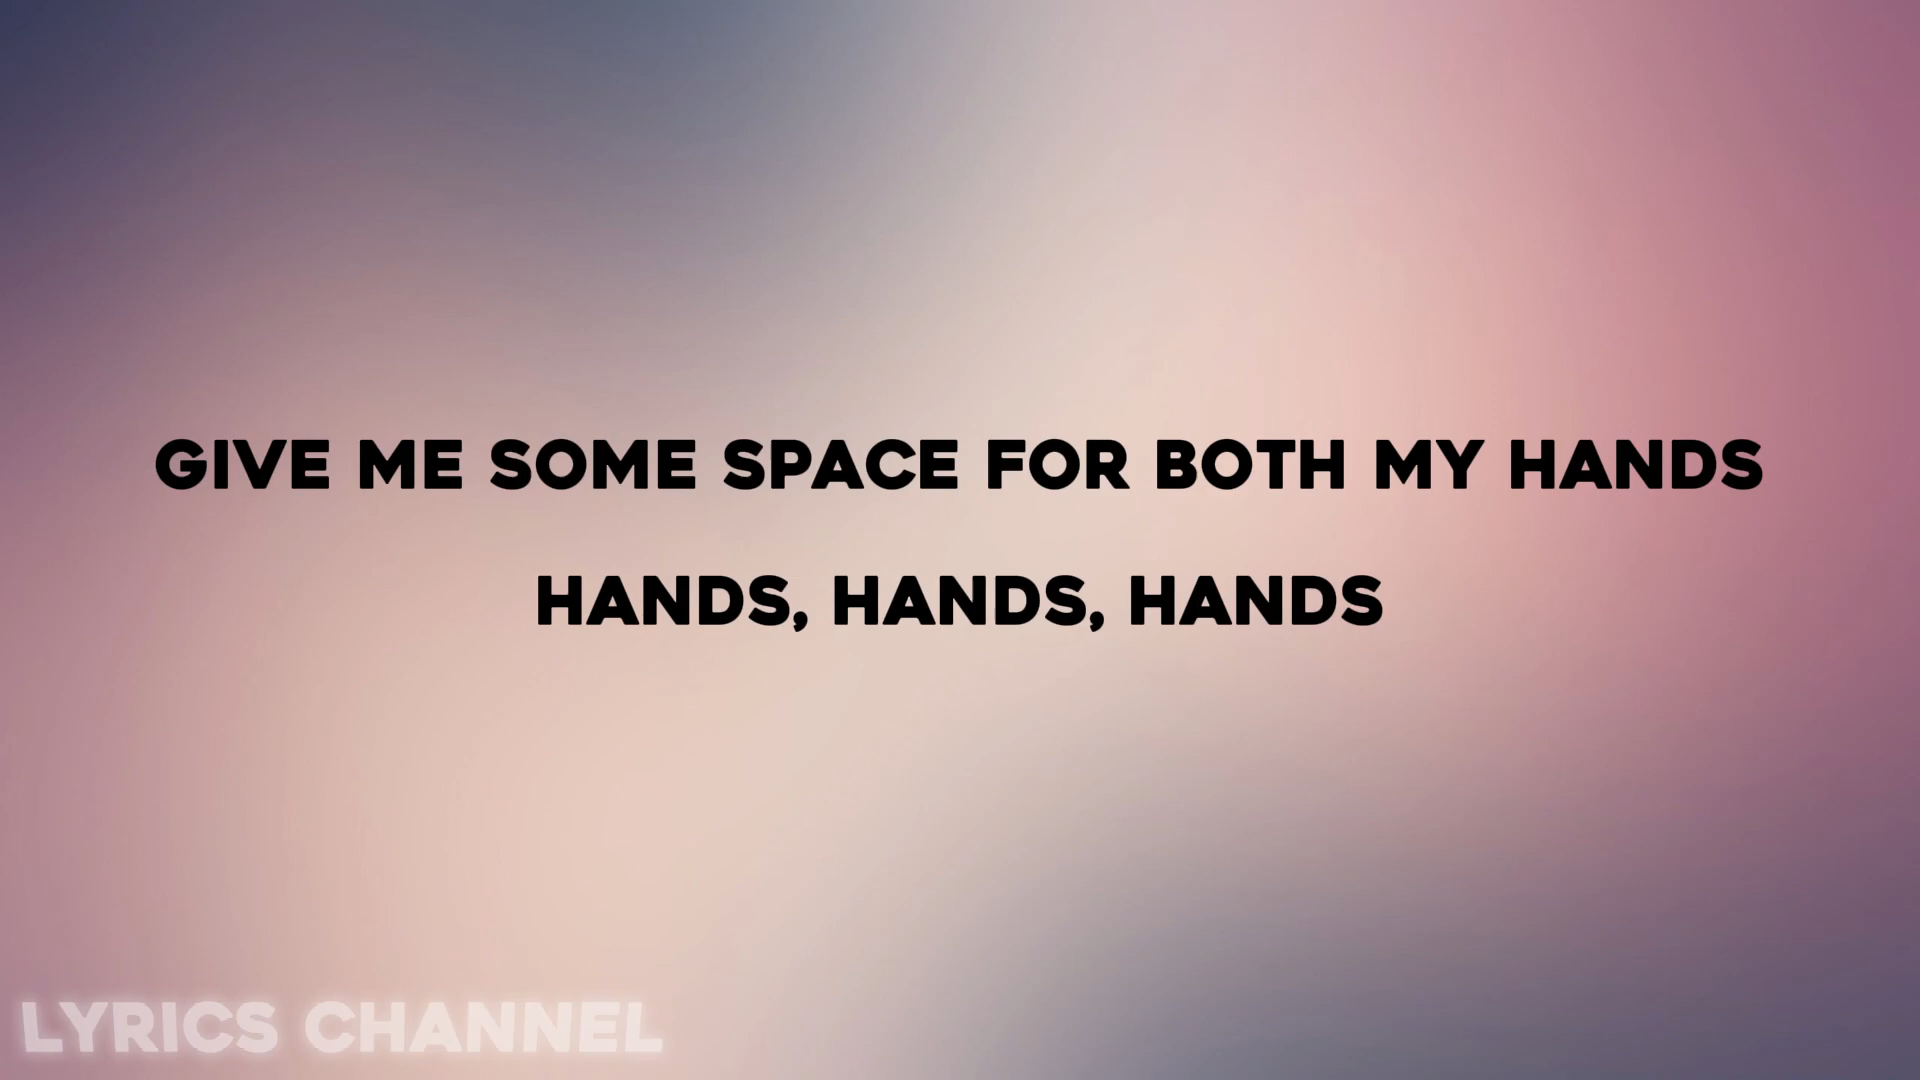 GIVE ME SOME SPACE FOR BOTH MY HANDS
HANDS, HANDS, HANDS
LYRICS CHANNEL